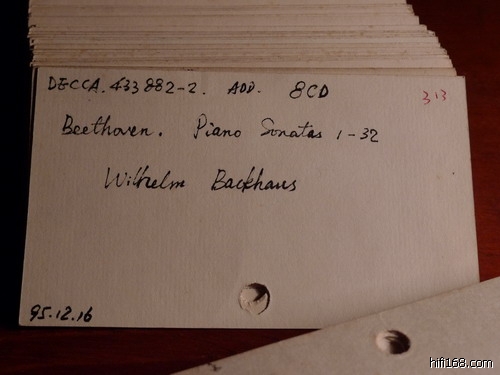 DECCA. 433 882-2. ADD. 8CD
313
Beethoven. Piano Sonatas 1-32
Wilhelm Backhaus
95.12.16
hifi168.com